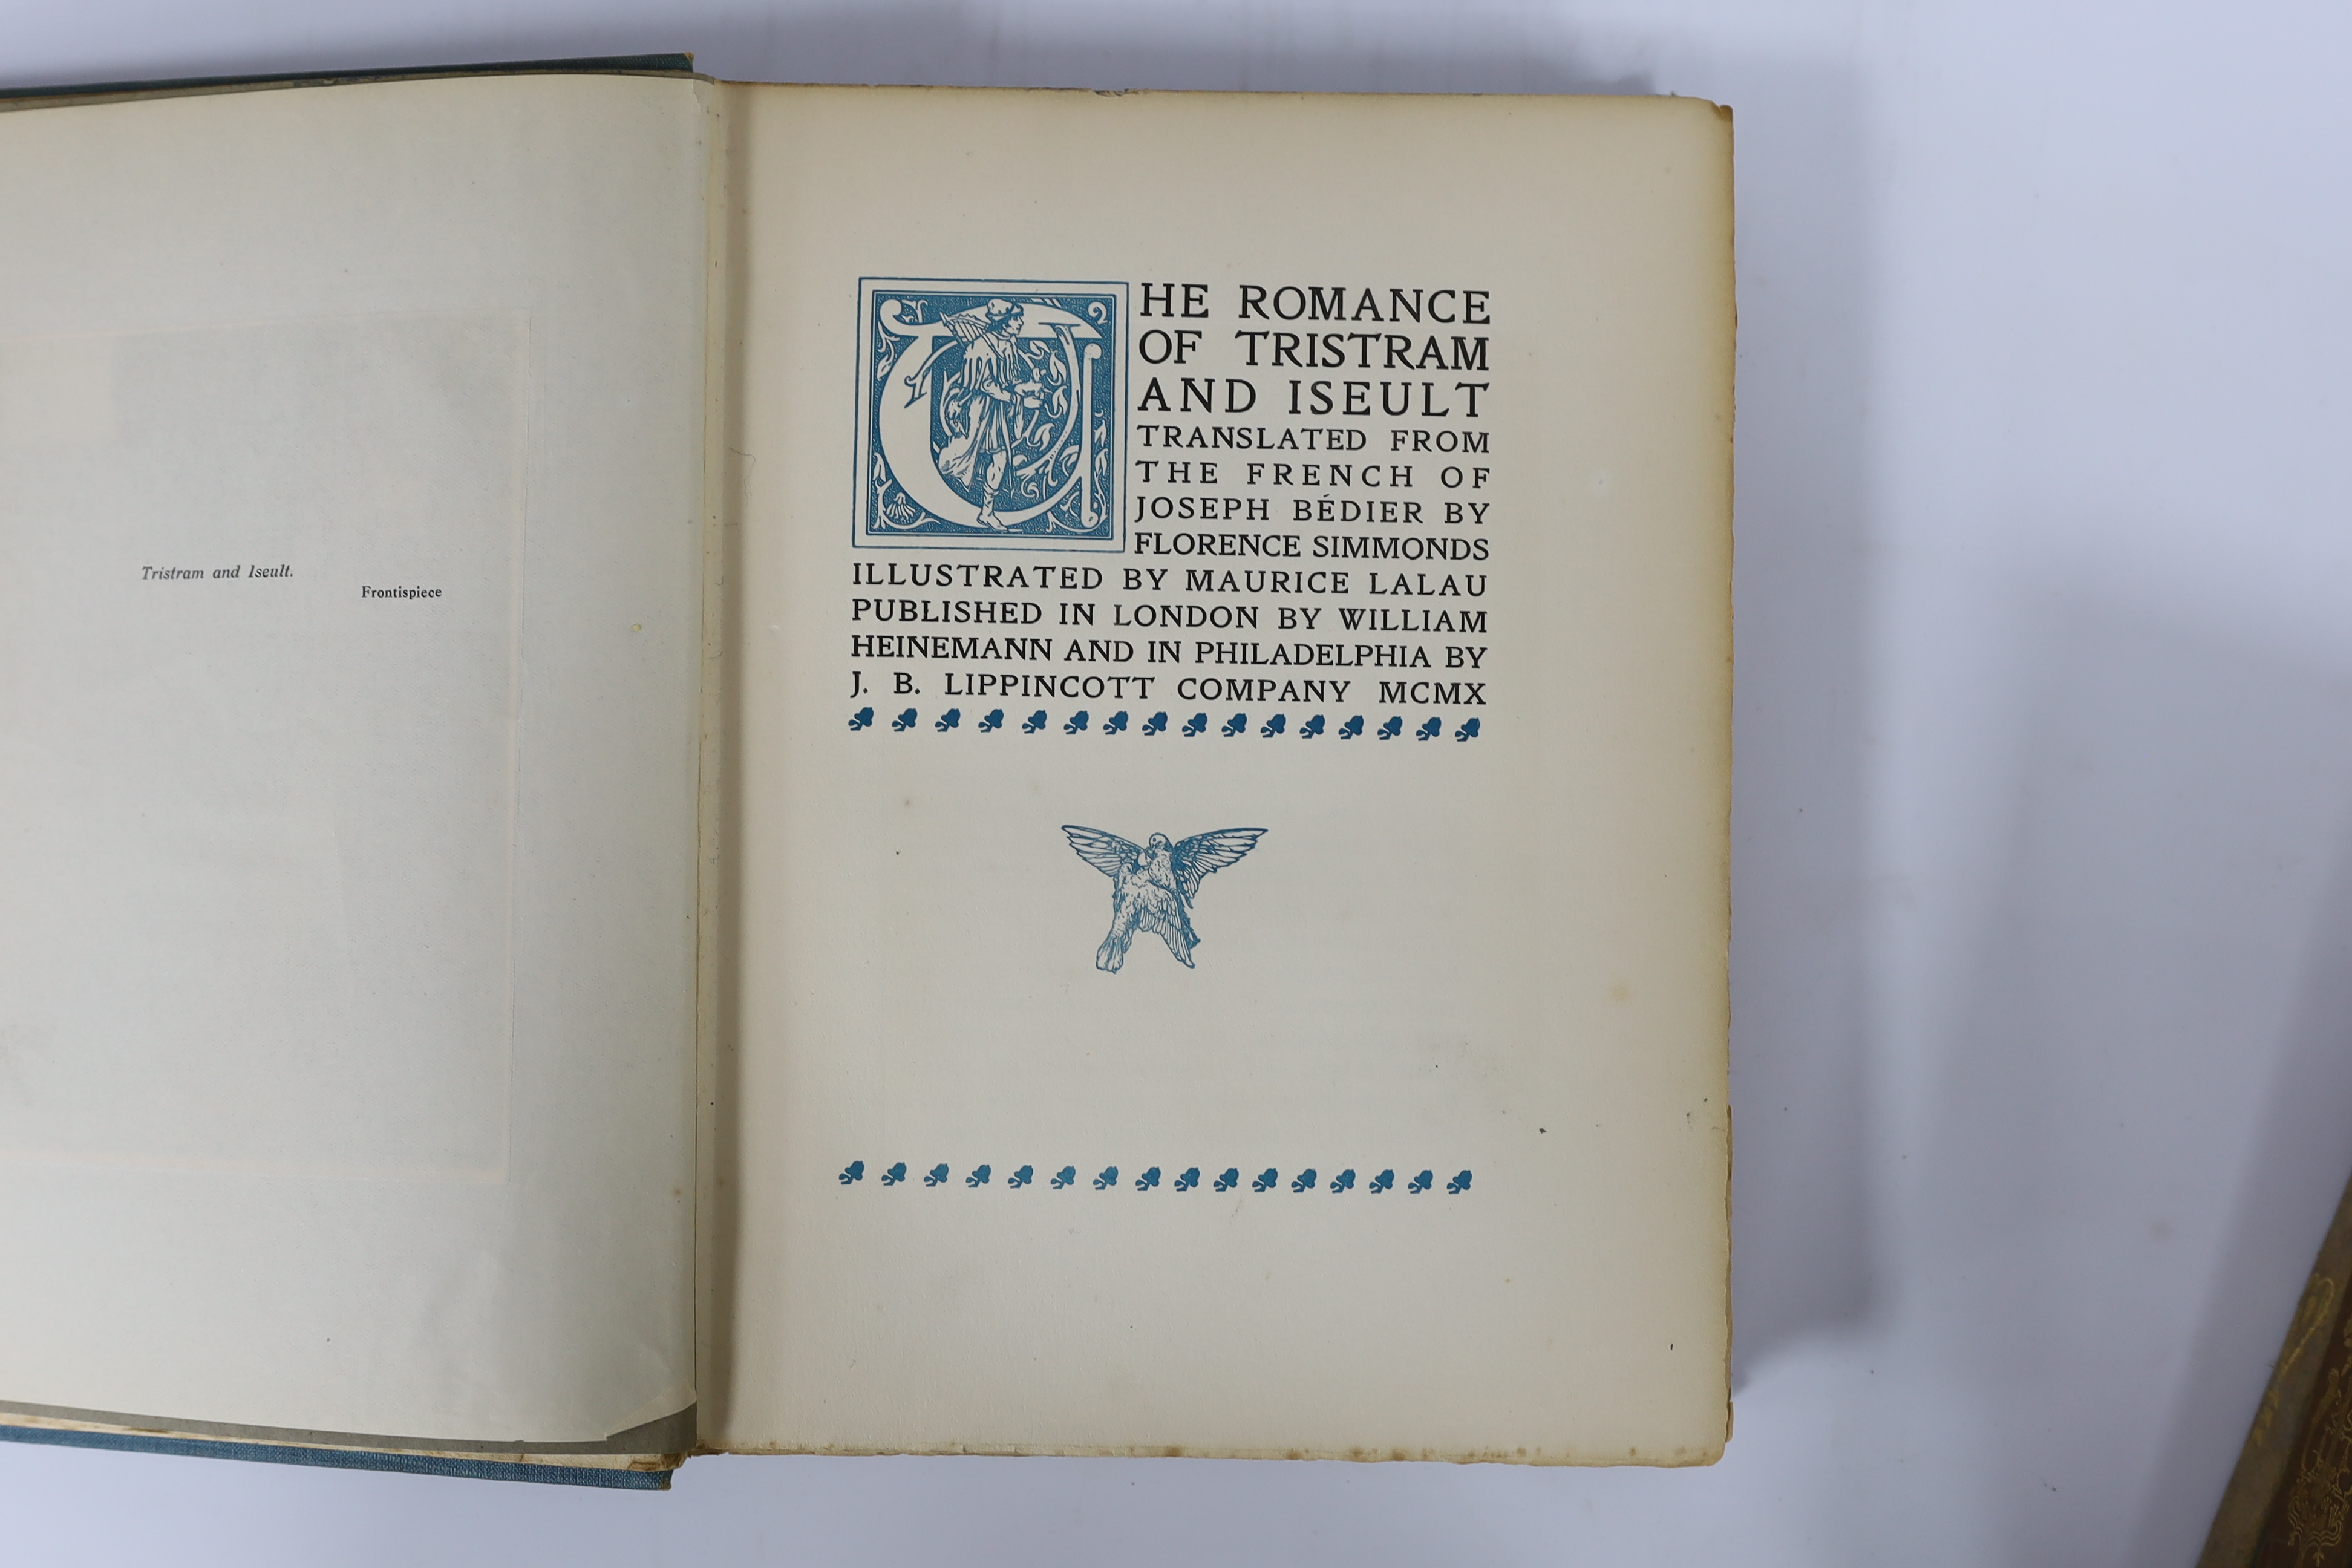 Tristram and Iseult.
Frontispiece
THE ROMANCE
OF TRISTRAM
AND ISEULT
TRANSLATED FROM
THE FRENCH OF
JOSEPH BÉDIER BY
FLORENCE SIMMONDS
ILLUSTRATED BY MAURICE LALAU
PUBLISHED IN LONDON BY WILLIAM
HEINEMANN AND IN PHILADELPHIA BY
J. B. LIPPINCOTT COMPANY MCMX